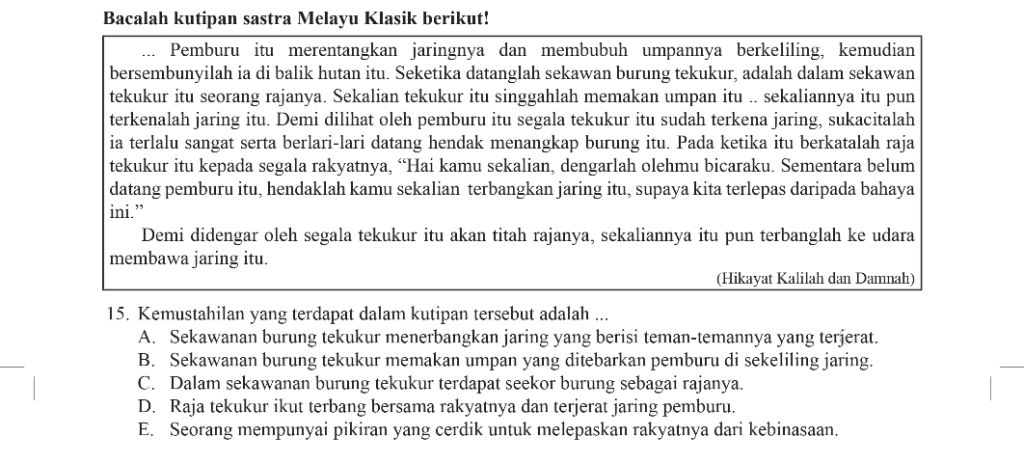 Bacalah kutipan sastra Melayu Klasik berikut!
... Pemburu itu merentangkan jaringnya dan membubuh umpannya berkeliling, kemudian
bersembunyilah ia di balik hutan itu. Seketika datanglah sekawan burung tekukur, adalah dalam sekawan
tekukur itu seorang rajanya. Sekalian tekukur itu singgahlah memakan umpan itu .. sekaliannya itu pun
terkenalah jaring itu. Demi dilihat oleh pemburu itu segala tekukur itu sudah terkena jaring, sukacitalah
ia terlalu sangat serta berlari-lari datang hendak menangkap burung itu. Pada ketika itu berkatalah raja
tekukur itu kepada segala rakyatnya, “Hai kamu sekalian, dengarlah olehmu bicaraku. Sementara belum
datang pemburu itu, hendaklah kamu sekalian terbangkan jaring itu, supaya kita terlepas daripada bahaya
ini.”
Demi didengar oleh segala tekukur itu akan titah rajanya, sekaliannya itu pun terbanglah ke udara
membawa jaring itu.
(Hikayat Kalilah dan Damnah)
15. Kemustahilan yang terdapat dalam kutipan tersebut adalah ...
A. Sekawanan burung tekukur menerbangkan jaring yang berisi teman-temannya yang terjerat.
B. Sekawanan burung tekukur memakan umpan yang ditebarkan pemburu di sekeliling jaring.
C. Dalam sekawanan burung tekukur terdapat seekor burung sebagai rajanya.
D. Raja tekukur ikut terbang bersama rakyatnya dan terjerat jaring pemburu.
E. Seorang mempunyai pikiran yang cerdik untuk melepaskan rakyatnya dari kebinasaan.